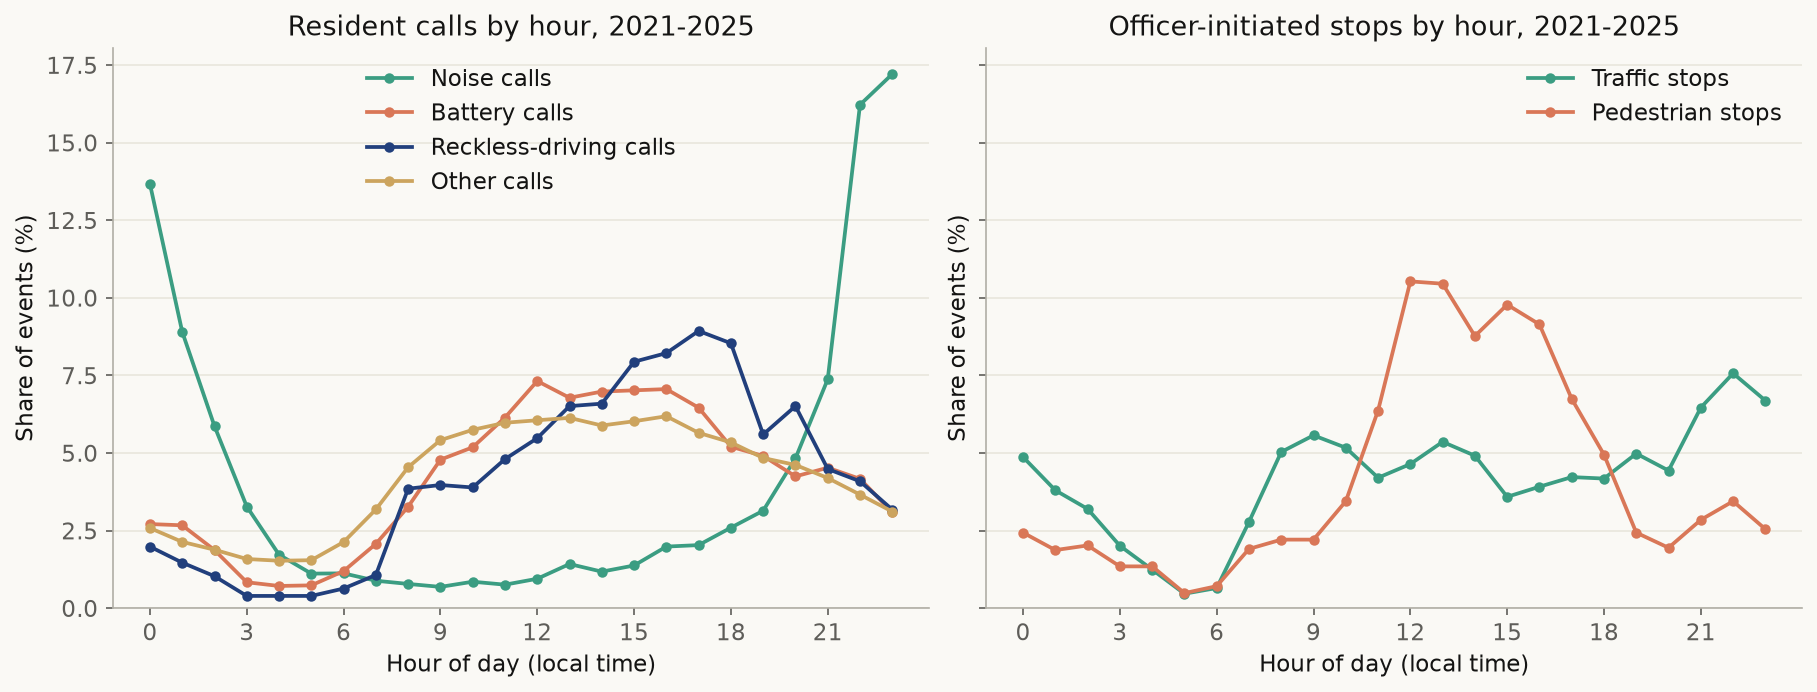 Resident calls by hour, 2021-2025
Noise calls
Battery calls
Reckless-driving calls
Other calls
Share of events (%)
17.5
15.0
12.5
10.0
7.5
5.0
2.5
0.0
0 3 6 9 12 15 18 21
Hour of day (local time)
Officer-initiated stops by hour, 2021-2025
Traffic stops
Pedestrian stops
Share of events (%)
0 3 6 9 12 15 18 21
Hour of day (local time)